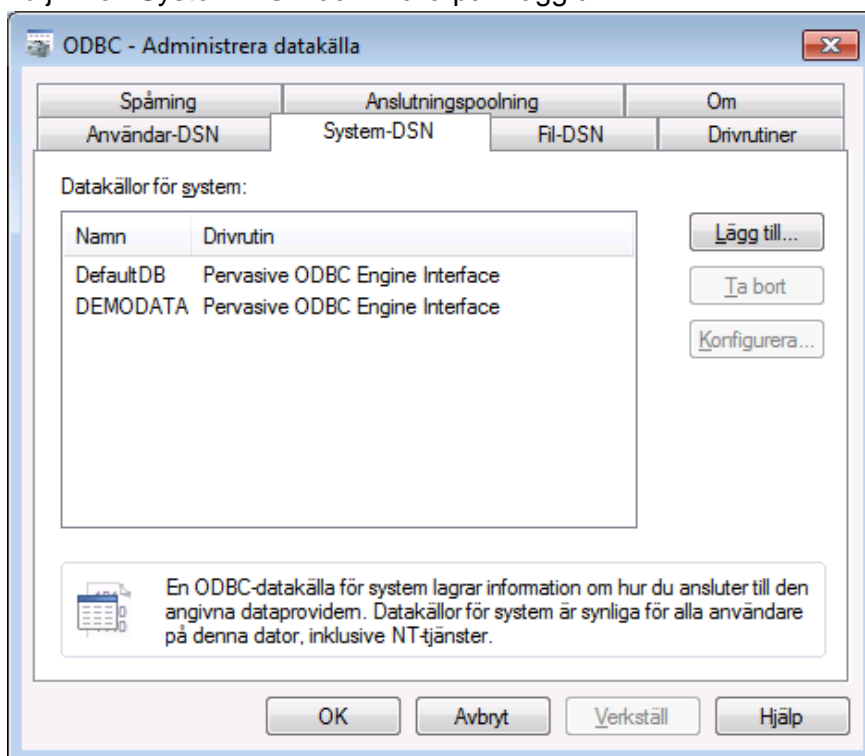 ODBC - Administrera datakälla
Spårning Anslutningspoolning Om
Användar-DSN System-DSN Fil-DSN Drivrutiner
Datakällor för system:
Namn Drivrutin
DefaultDB Pervasive ODBC Engine Interface
DEMODATA Pervasive ODBC Engine Interface
Lägg till...
Ta bort
Konfigurera...
En ODBC-datakälla för system lagrar information om hur du ansluter till den
angivna dataprovidern. Datakällor för system är synliga för alla användare
på denna dator, inklusive NT-tjänster.
OK Avbryt Verkställ Hjälp